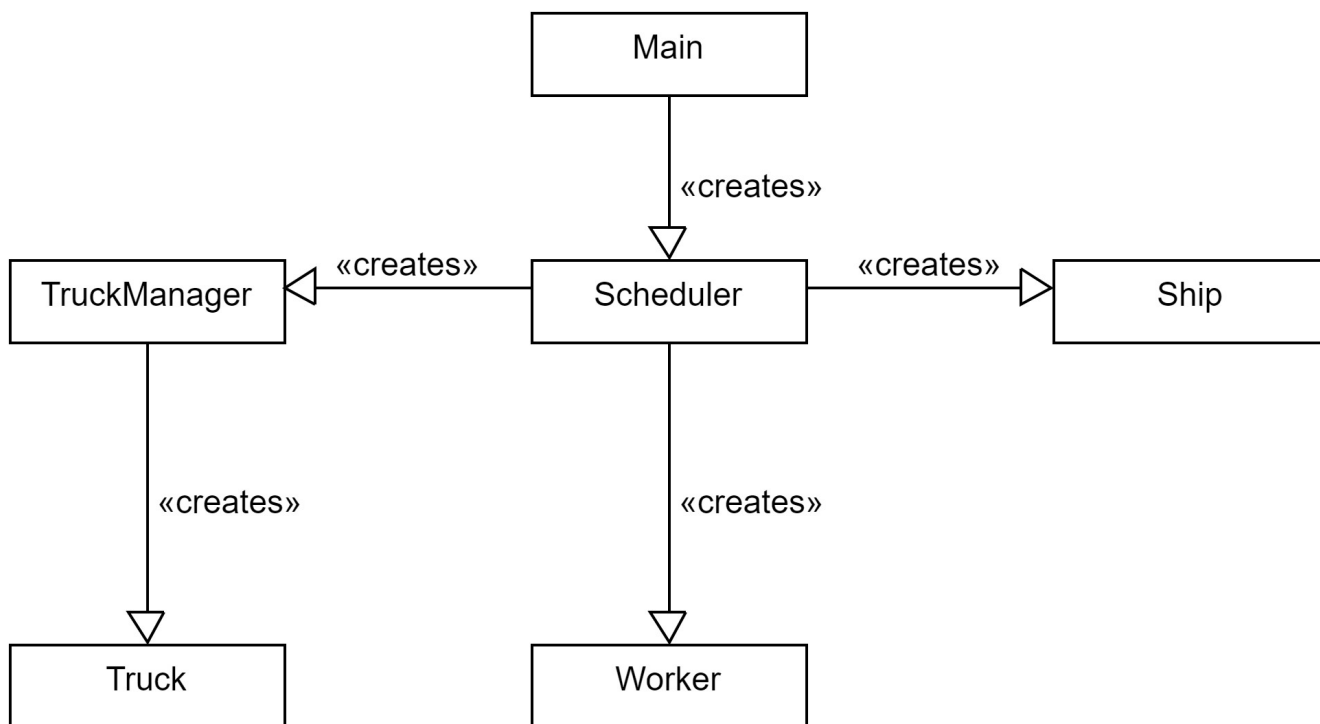 Main
«creates»
«creates»
«creates»
TruckManager
Scheduler
Ship
«creates»
«creates»
Truck
Worker